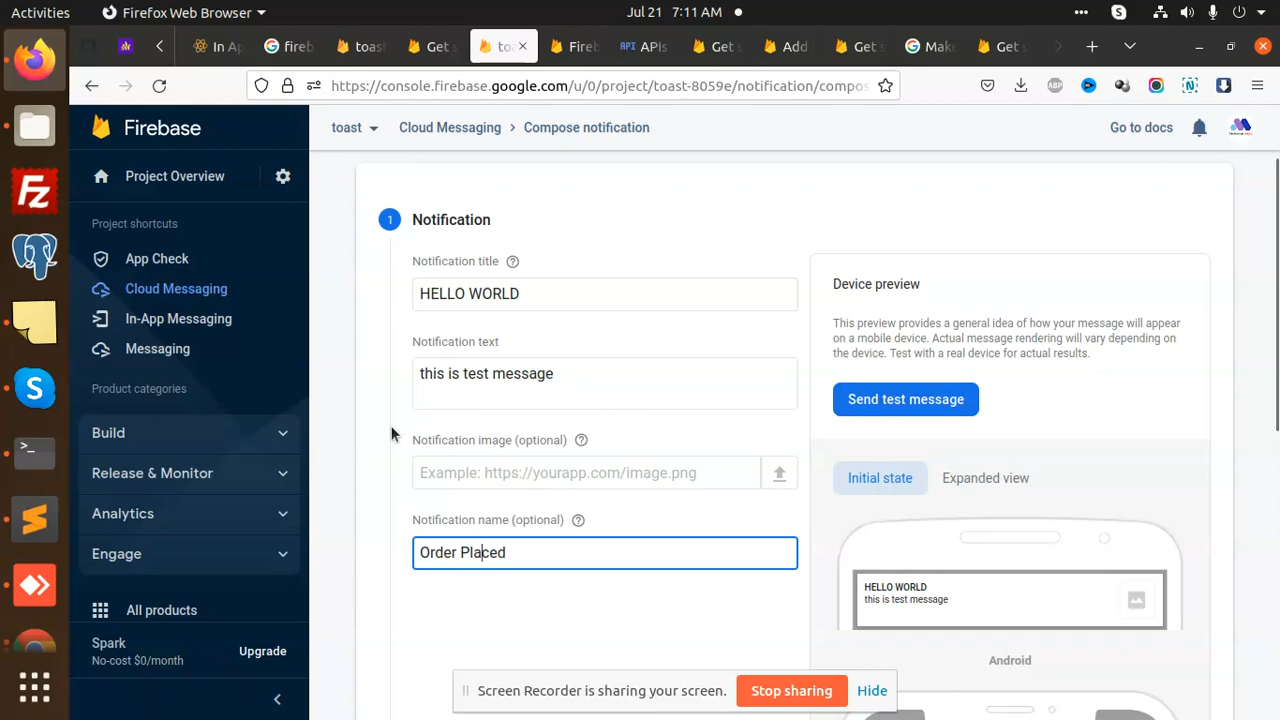 Activities
Firefox Web Browser
Jul 21 7:11 AM
In Ap
fireb
toast
Get s
toa
Fireb
API APIs
Get s
Add
Get s
Make
Get s
https://console.firebase.google.com/u/0/project/toast-8059e/notification/compos
ABP
Firebase
toast
Cloud Messaging
Compose notification
Go to docs
Project Overview
Project shortcuts
App Check
Cloud Messaging
In-App Messaging
Messaging
Product categories
Build
Release & Monitor
Analytics
Engage
All products
Spark
No-cost $0/month
Upgrade
1
Notification
Notification title
HELLO WORLD
Notification text
this is test message
Notification image (optional)
Example: https://yourapp.com/image.png
Notification name (optional)
Order Placed
Device preview
This preview provides a general idea of how your message will appear
on a mobile device. Actual message rendering will vary depending on
the device. Test with a real device for actual results.
Send test message
Initial state
Expanded view
HELLO WORLD
this is test message
Android
Screen Recorder is sharing your screen.
Stop sharing
Hide